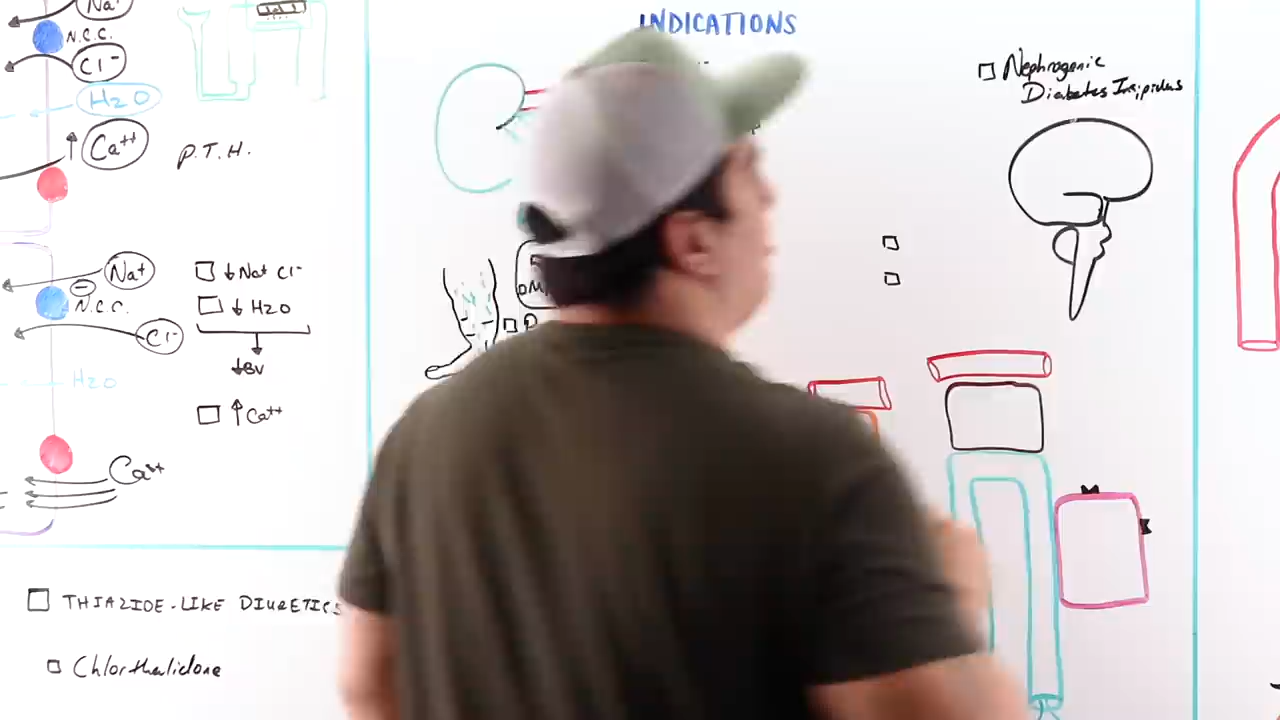 Na+
N.C.C.
Cl-
H2O
Ca++
P.T.H.
Na+
N.C.C.
Cl-
H2O
Ca++
↓Na+ Cl-
↓ H2O
↓BV
↑ Ca++
THIAZIDE-LIKE DIURETICS
Chlorthalidone
INDICATIONS
Nephrogenic
Diabetes Insipidus